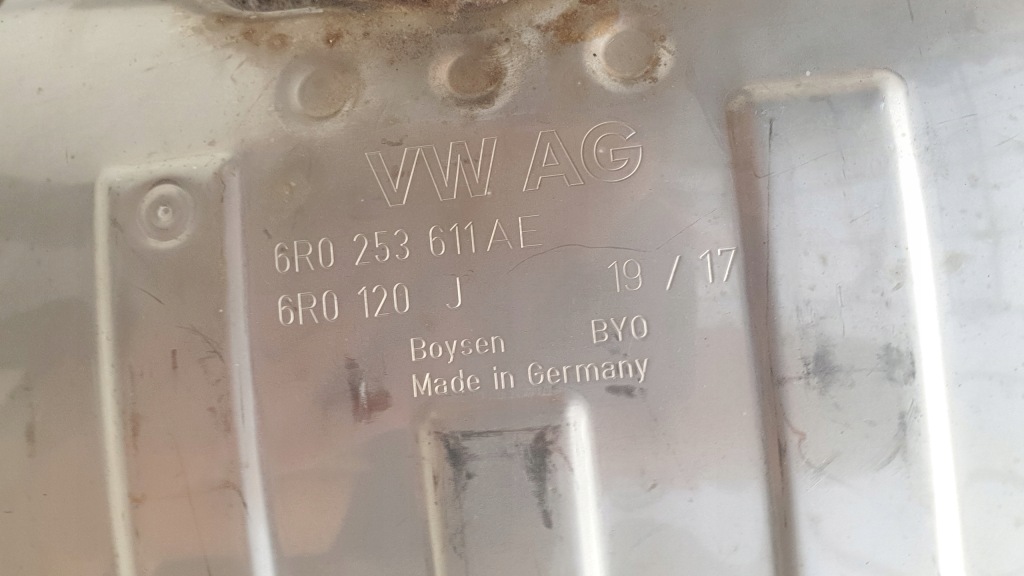 VW AG
6R0 253 611AE
6R0 120 J 19 / 17
Boysen BYO
Made in Germany